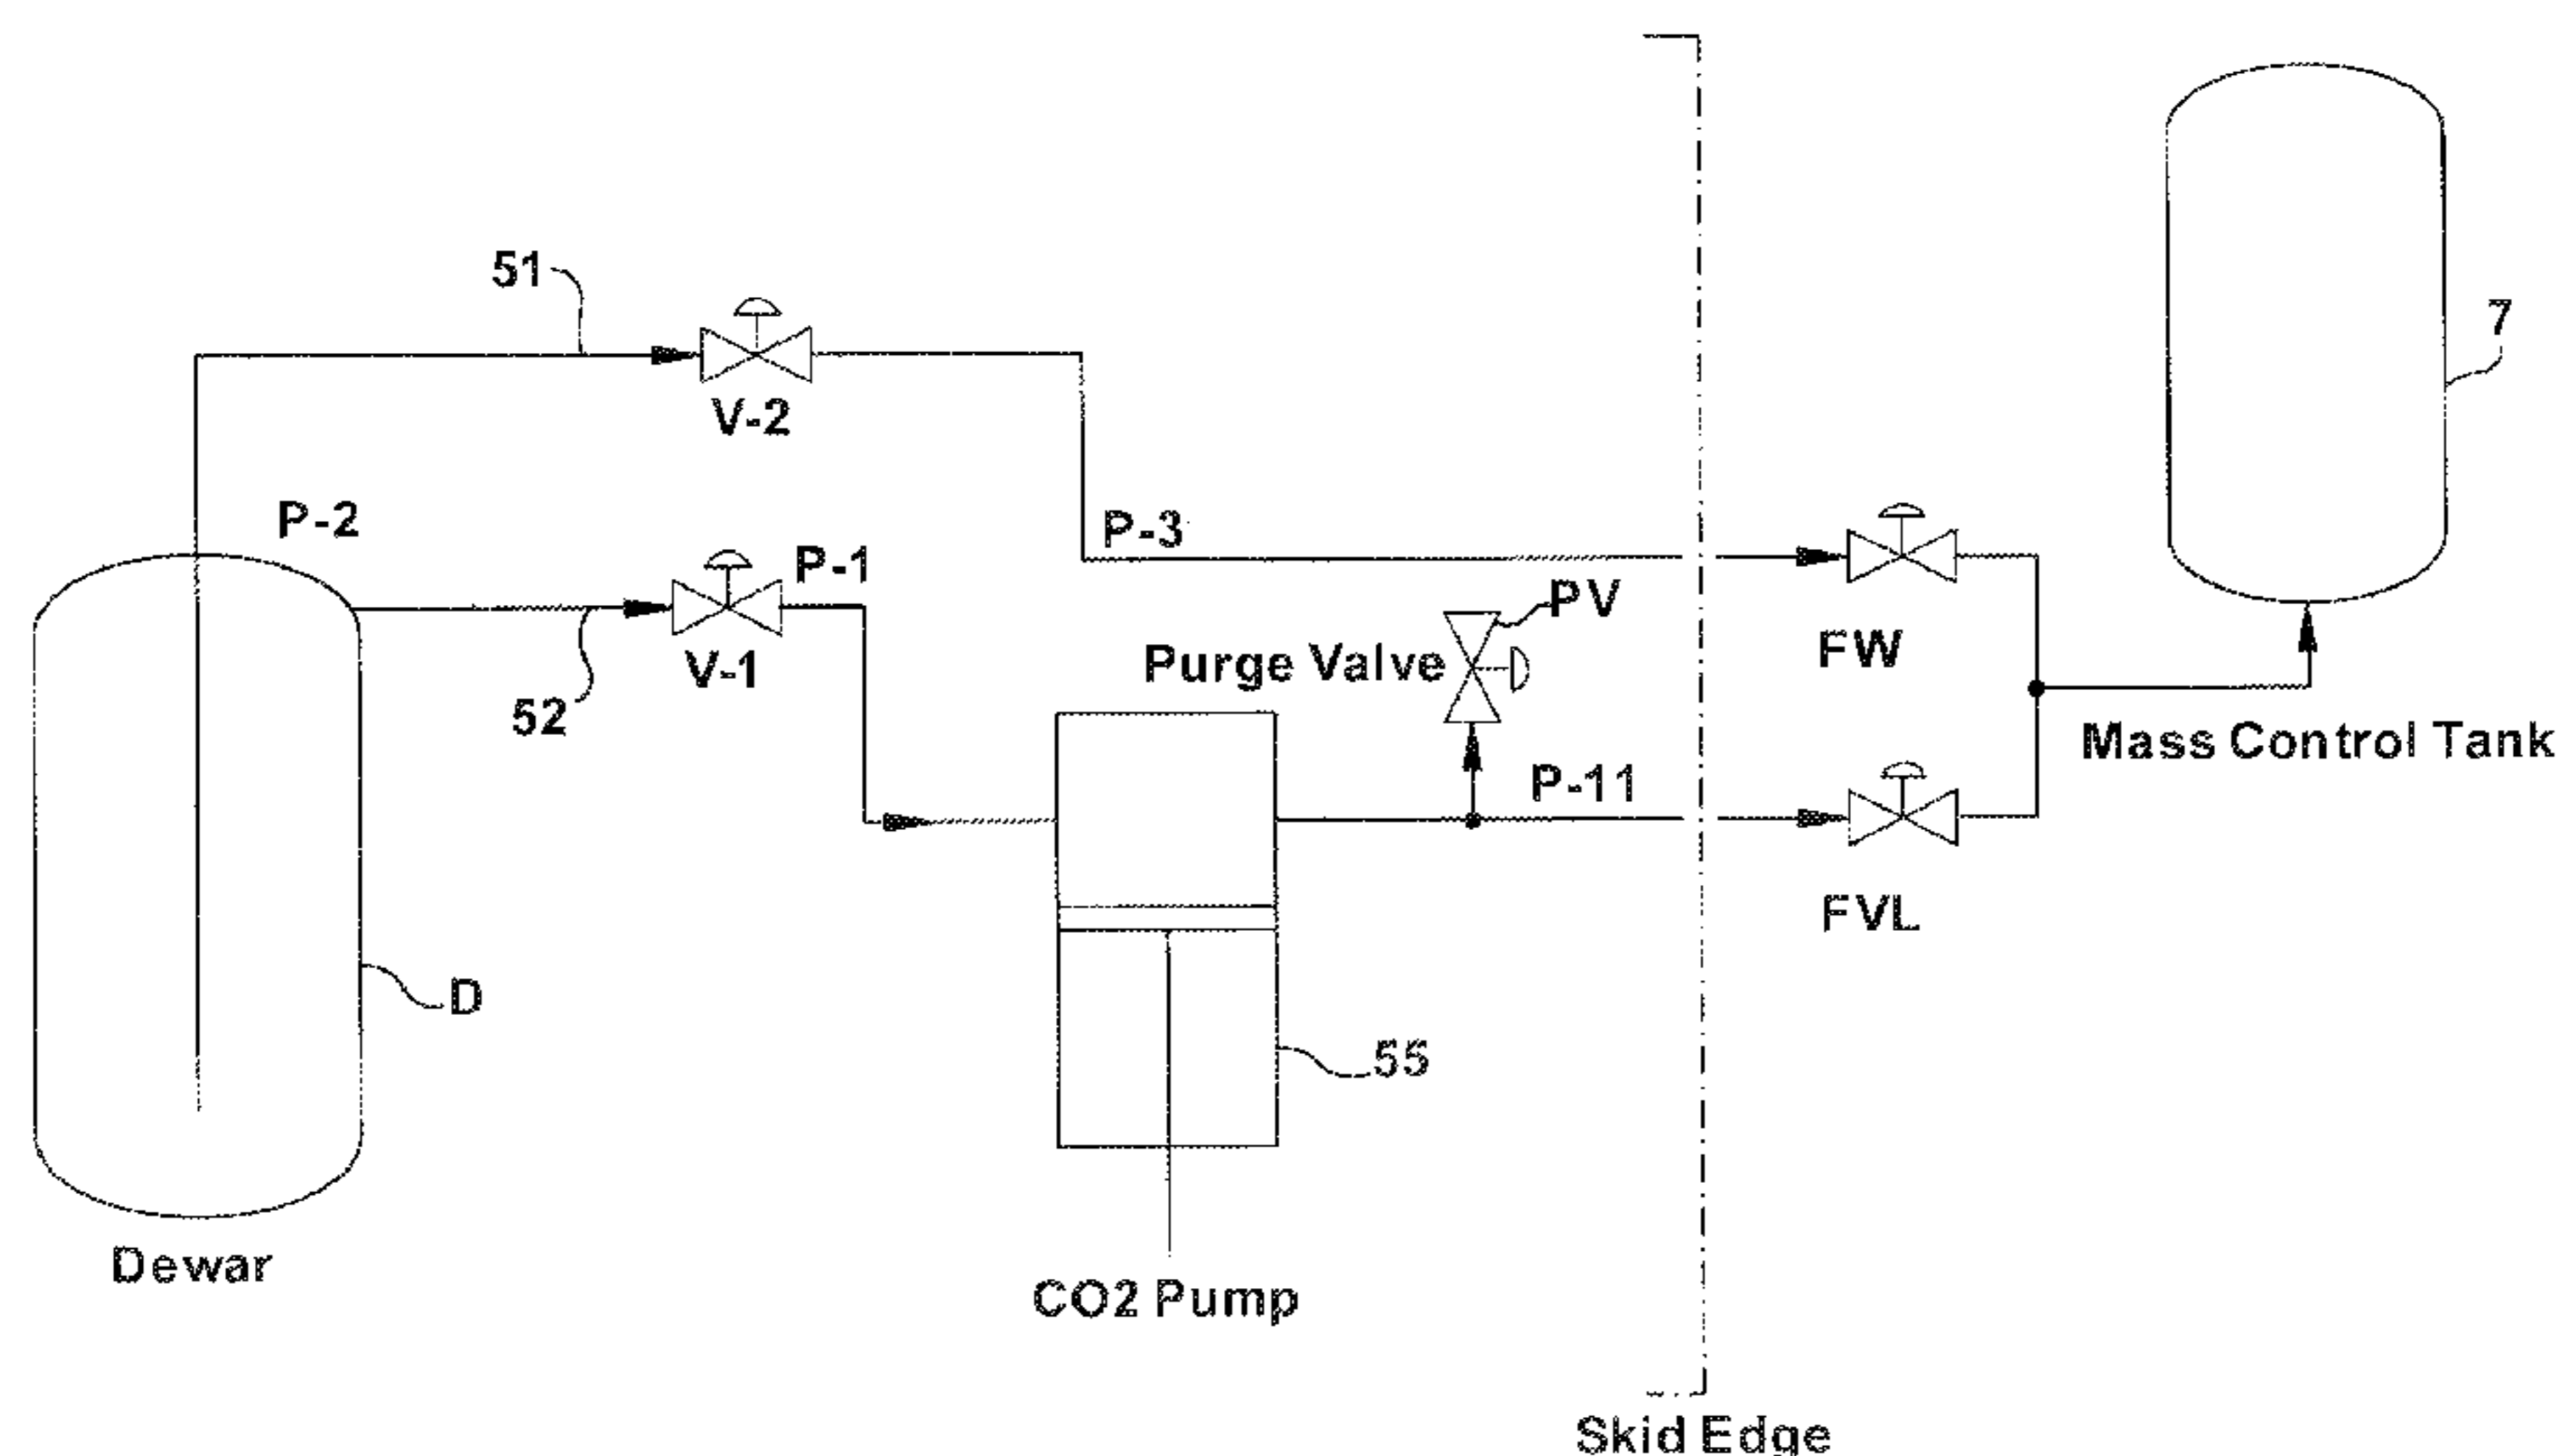 51
7
V-2
P-2
P-3
P-1
PV
Purge Valve
FW
V-1
52
Mass Control Tank
P-11
FVL
D
55
Dewar
CO2 Pump
Skid Edge